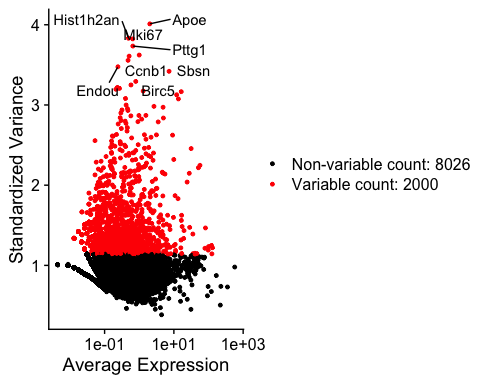 Hist1h2an
Apoe
Mki67
Pttg1
Ccnb1
Sbsn
Endou
Birc5
4
3
2
1
Standardized Variance
1e-01
1e+01
1e+03
Average Expression
Non-variable count: 8026
Variable count: 2000